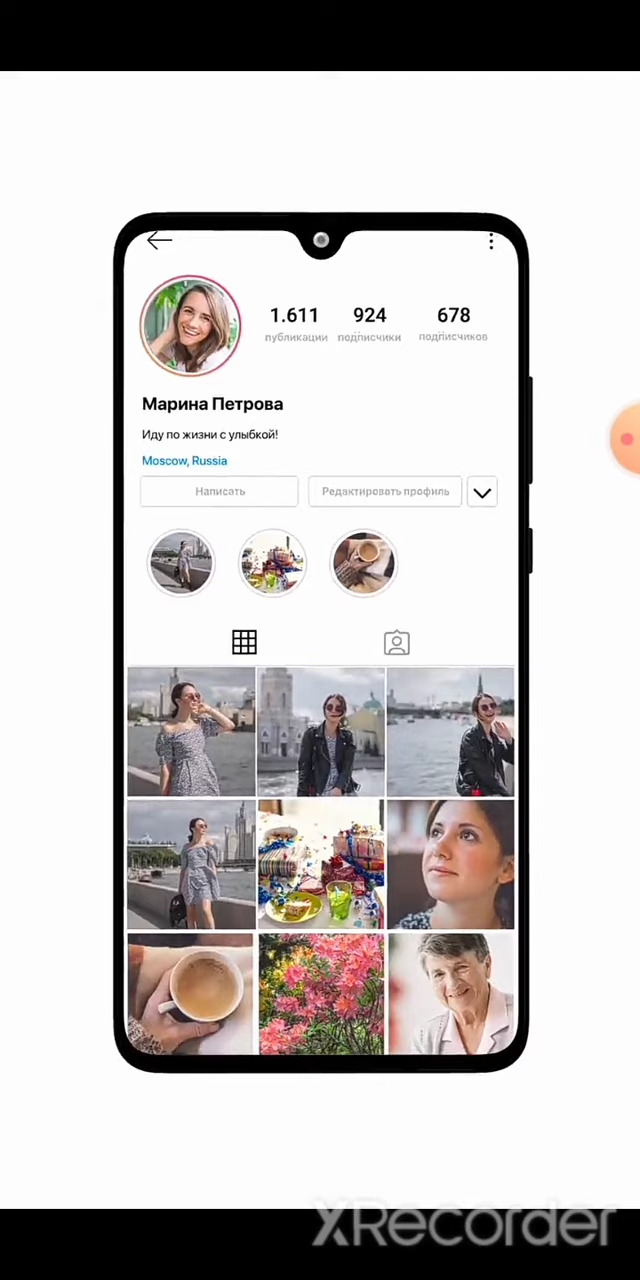 1.611 924 678
публикации подписчики подписчиков
Марина Петрова
Иду по жизни с улыбкой!
Moscow, Russia
Написать Редактировать профиль
XRecorder